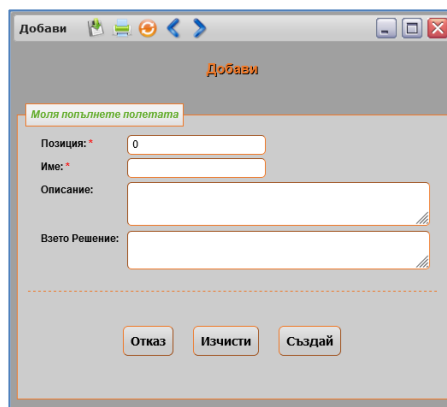 Добави
Добави
Моля попълнете полетата
Позиция: *
0
Име: *
Описание:
Взето Решение:
Отказ
Изчисти
Създай